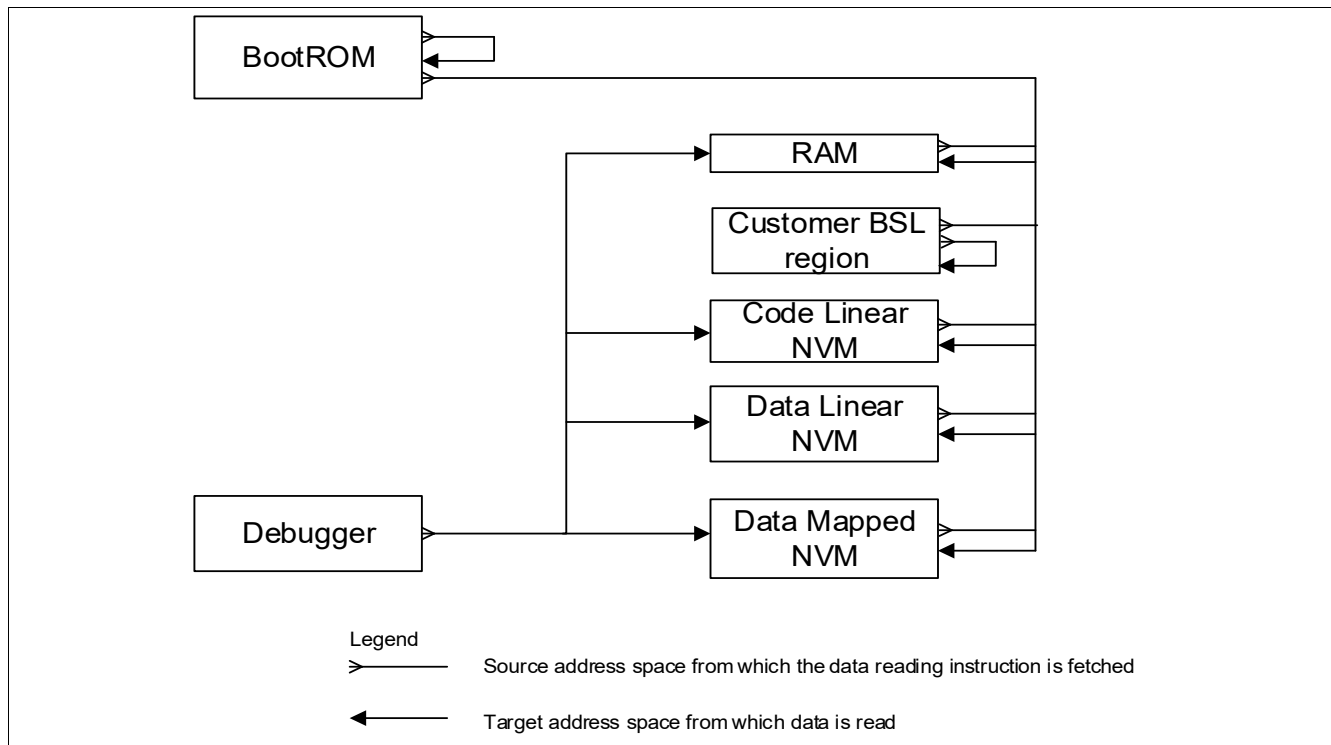 BootROM
RAM
Customer BSL
region
Code Linear
NVM
Data Linear
NVM
Debugger
Data Mapped
NVM
Legend
Source address space from which the data reading instruction is fetched
Target address space from which data is read